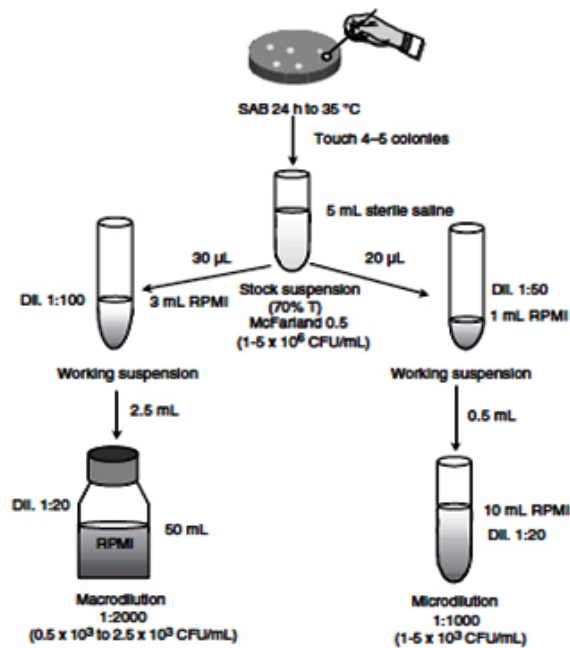 SAB 24 h to 35 °C
Touch 4–5 colonies
5 mL sterile saline
30 µL
20 µL
Dil. 1:100
3 mL RPMI
Stock suspension
(70% T)
McFarland 0.5
(1-5 x 10⁶ CFU/mL)
Dil. 1:50
1 mL RPMI
Working suspension
Working suspension
2.5 mL
0.5 mL
Dil. 1:20
50 mL
RPMI
10 mL RPMI
Dil. 1:20
Macrodilution
1:2000
(0.5 x 10³ to 2.5 x 10³ CFU/mL)
Microdilution
1:1000
(1-5 x 10³ CFU/mL)